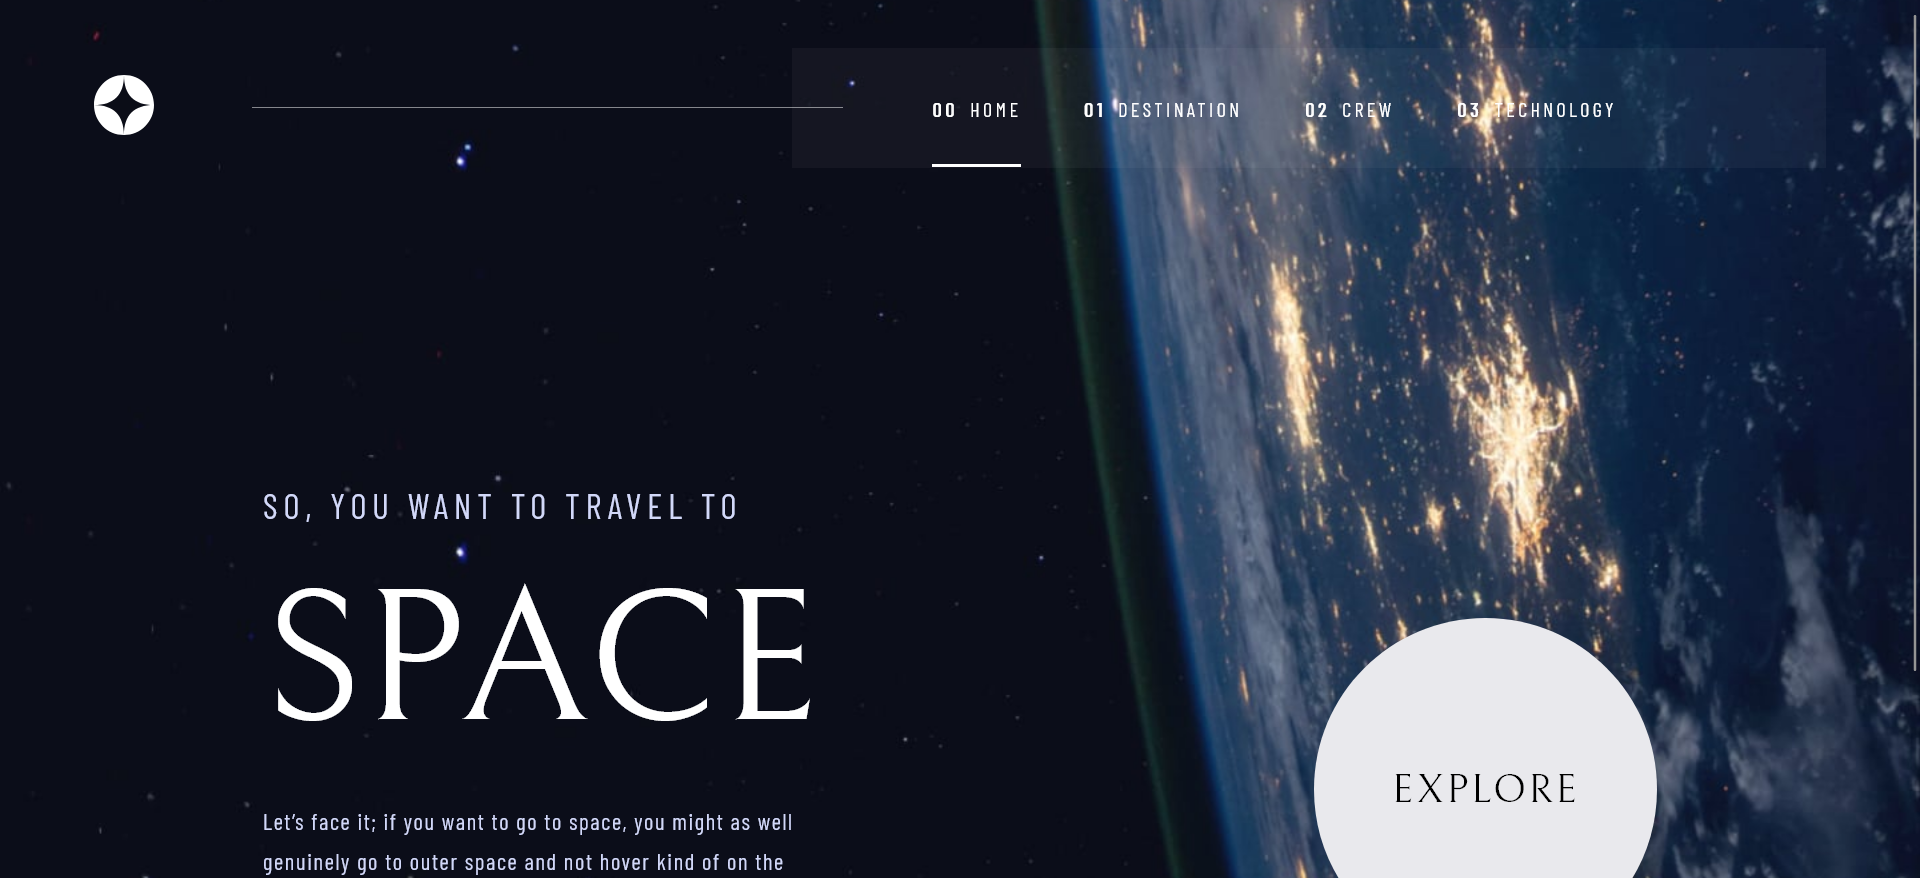 00 HOME 01 DESTINATION 02 CREW 03 TECHNOLOGY
SO, YOU WANT TO TRAVEL TO
SPACE
EXPLORE
Let’s face it; if you want to go to space, you might as well
genuinely go to outer space and not hover kind of on the